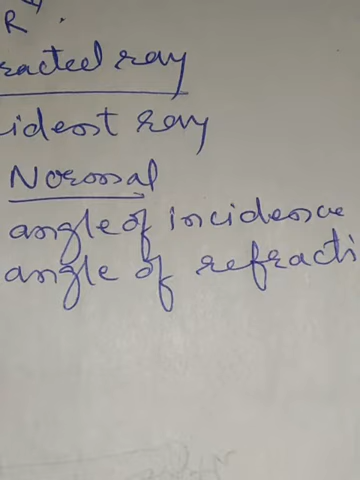 R
racted ray
ident ray
Normal
angle of incidence
angle of refracti